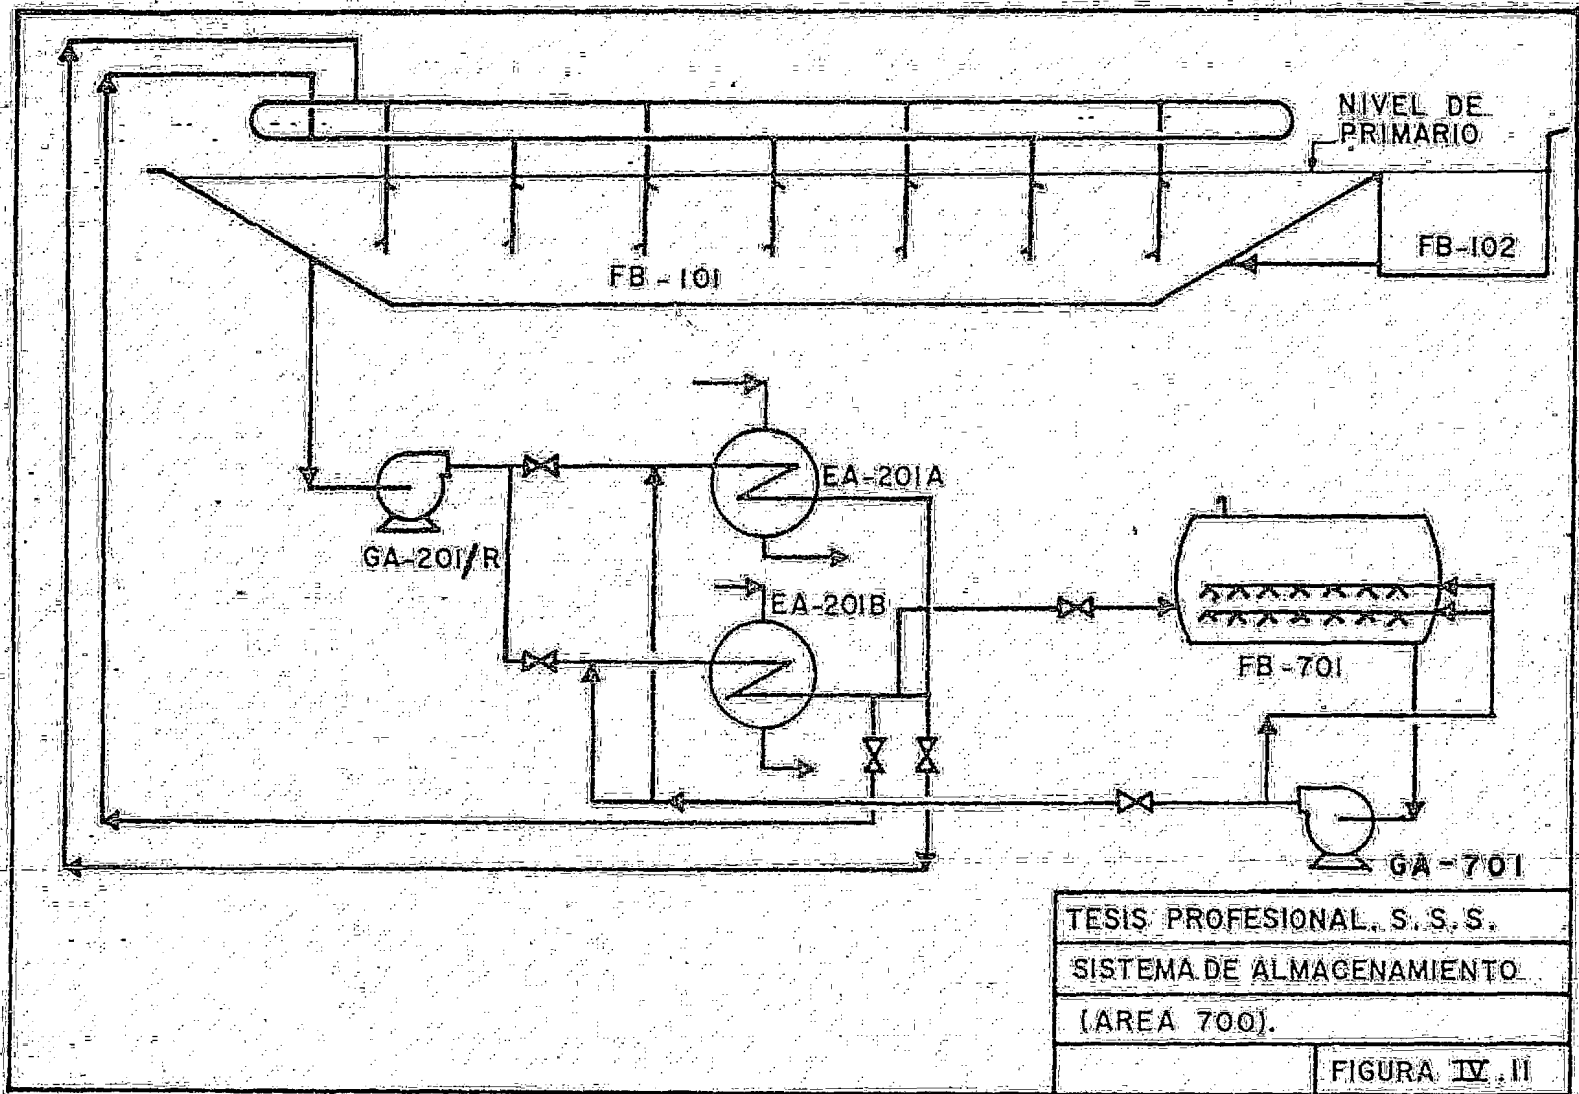 NIVEL DE
PRIMARIO
FB-102
FB-101
EA-201A
GA-201/R
EA-201B
FB-701
GA-701
TESIS PROFESIONAL. S.S.S.
SISTEMA DE ALMACENAMIENTO
(AREA 700).
FIGURA IV.11